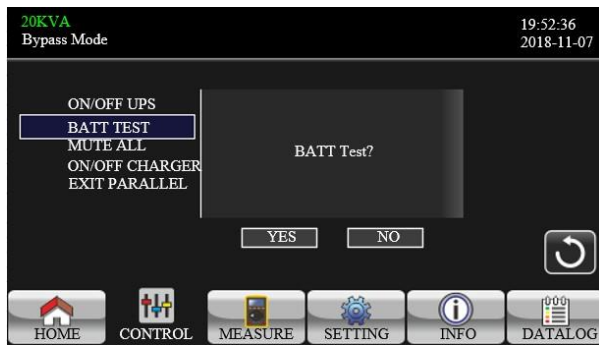 20KVA
Bypass Mode
19:52:36
2018-11-07
ON/OFF UPS
BATT TEST
MUTE ALL
ON/OFF CHARGER
EXIT PARALLEL
BATT Test?
YES NO
HOME CONTROL MEASURE SETTING INFO DATALOG